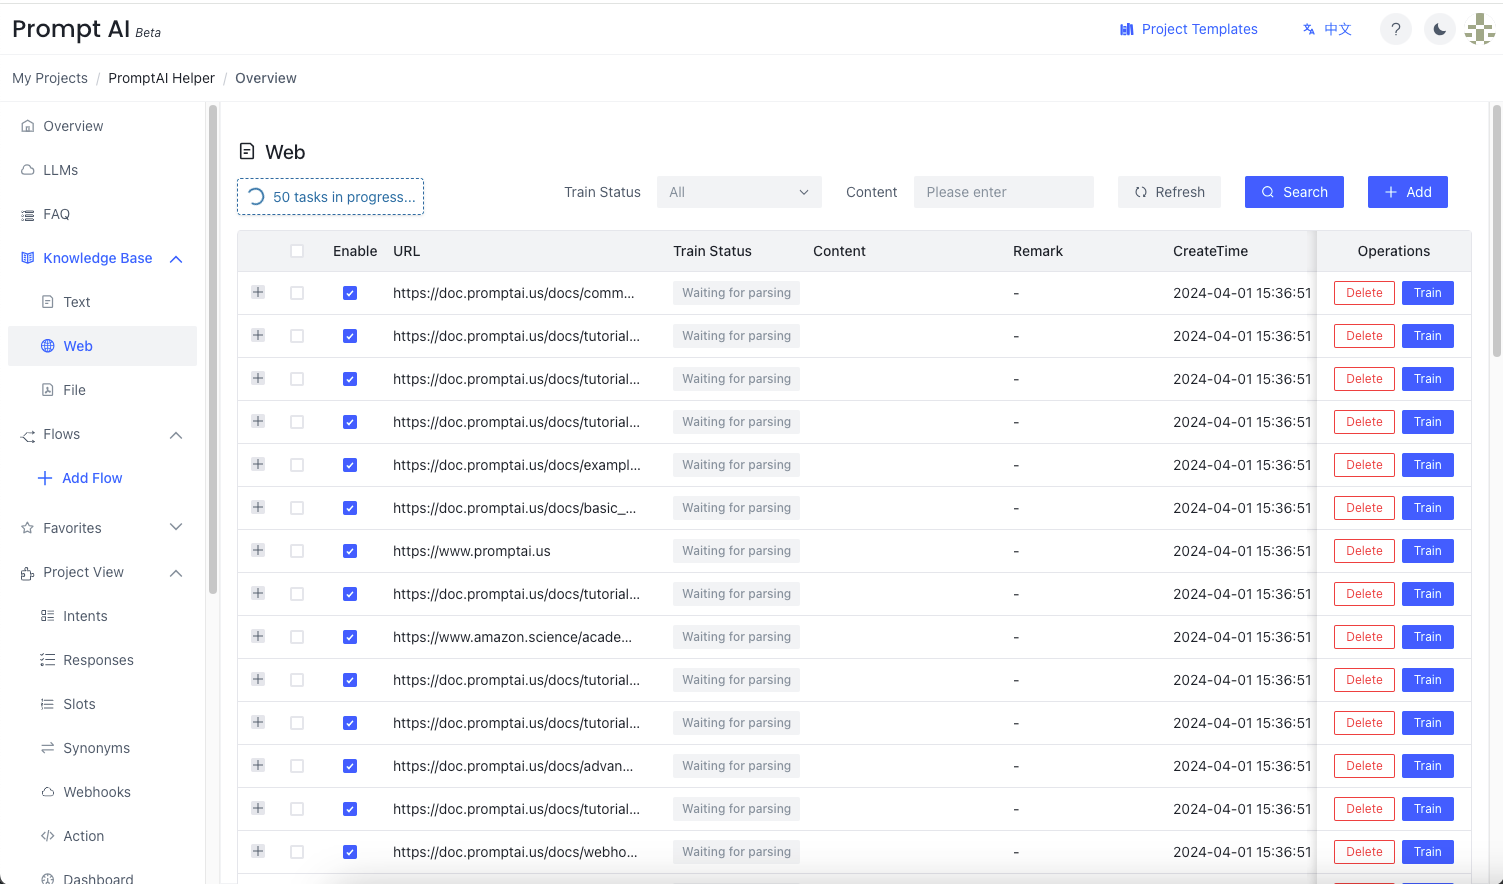 Prompt AI Beta
Project Templates
中文
?
My Projects / PromptAI Helper / Overview
Overview
LLMs
FAQ
Knowledge Base
Text
Web
File
Flows
Add Flow
Favorites
Project View
Intents
Responses
Slots
Synonyms
Webhooks
Action
Dashboard
Web
50 tasks in progress...
Train Status All Content Please enter Refresh Search Add
Enable URL Train Status Content Remark CreateTime Operations
https://doc.promptai.us/docs/comm... Waiting for parsing - 2024-04-01 15:36:51 Delete Train
https://doc.promptai.us/docs/tutorial... Waiting for parsing - 2024-04-01 15:36:51 Delete Train
https://doc.promptai.us/docs/tutorial... Waiting for parsing - 2024-04-01 15:36:51 Delete Train
https://doc.promptai.us/docs/tutorial... Waiting for parsing - 2024-04-01 15:36:51 Delete Train
https://doc.promptai.us/docs/exampl... Waiting for parsing - 2024-04-01 15:36:51 Delete Train
https://doc.promptai.us/docs/basic_... Waiting for parsing - 2024-04-01 15:36:51 Delete Train
https://www.promptai.us Waiting for parsing - 2024-04-01 15:36:51 Delete Train
https://doc.promptai.us/docs/tutorial... Waiting for parsing - 2024-04-01 15:36:51 Delete Train
https://www.amazon.science/acade... Waiting for parsing - 2024-04-01 15:36:51 Delete Train
https://doc.promptai.us/docs/tutorial... Waiting for parsing - 2024-04-01 15:36:51 Delete Train
https://doc.promptai.us/docs/tutorial... Waiting for parsing - 2024-04-01 15:36:51 Delete Train
https://doc.promptai.us/docs/advan... Waiting for parsing - 2024-04-01 15:36:51 Delete Train
https://doc.promptai.us/docs/tutorial... Waiting for parsing - 2024-04-01 15:36:51 Delete Train
https://doc.promptai.us/docs/webho... Waiting for parsing - 2024-04-01 15:36:51 Delete Train